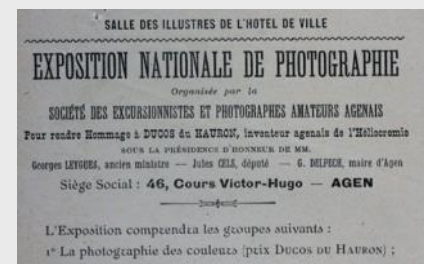 SALLE DES ILLUSTRES DE L'HOTEL DE VILLE
EXPOSITION NATIONALE DE PHOTOGRAPHIE
Organisée par la
SOCIÉTÉ DES EXCURSIONNISTES ET PHOTOGRAPHES AMATEURS AGENAIS
Pour rendre Hommage à DUCOS du HAURON, inventeur agenais de l'Héliocromie
SOUS LA PRÉSIDENCE D'HONNEUR DE MM.
Georges LEYGUES, ancien ministre — Jules CELS, député — G. DELPECH, maire d'Agen
Siège Social : 46, Cours Victor-Hugo — AGEN
L'Exposition comprendra les groupes suivants :
1° La photographie des couleurs (prix DUCOS DU HAURON) ;